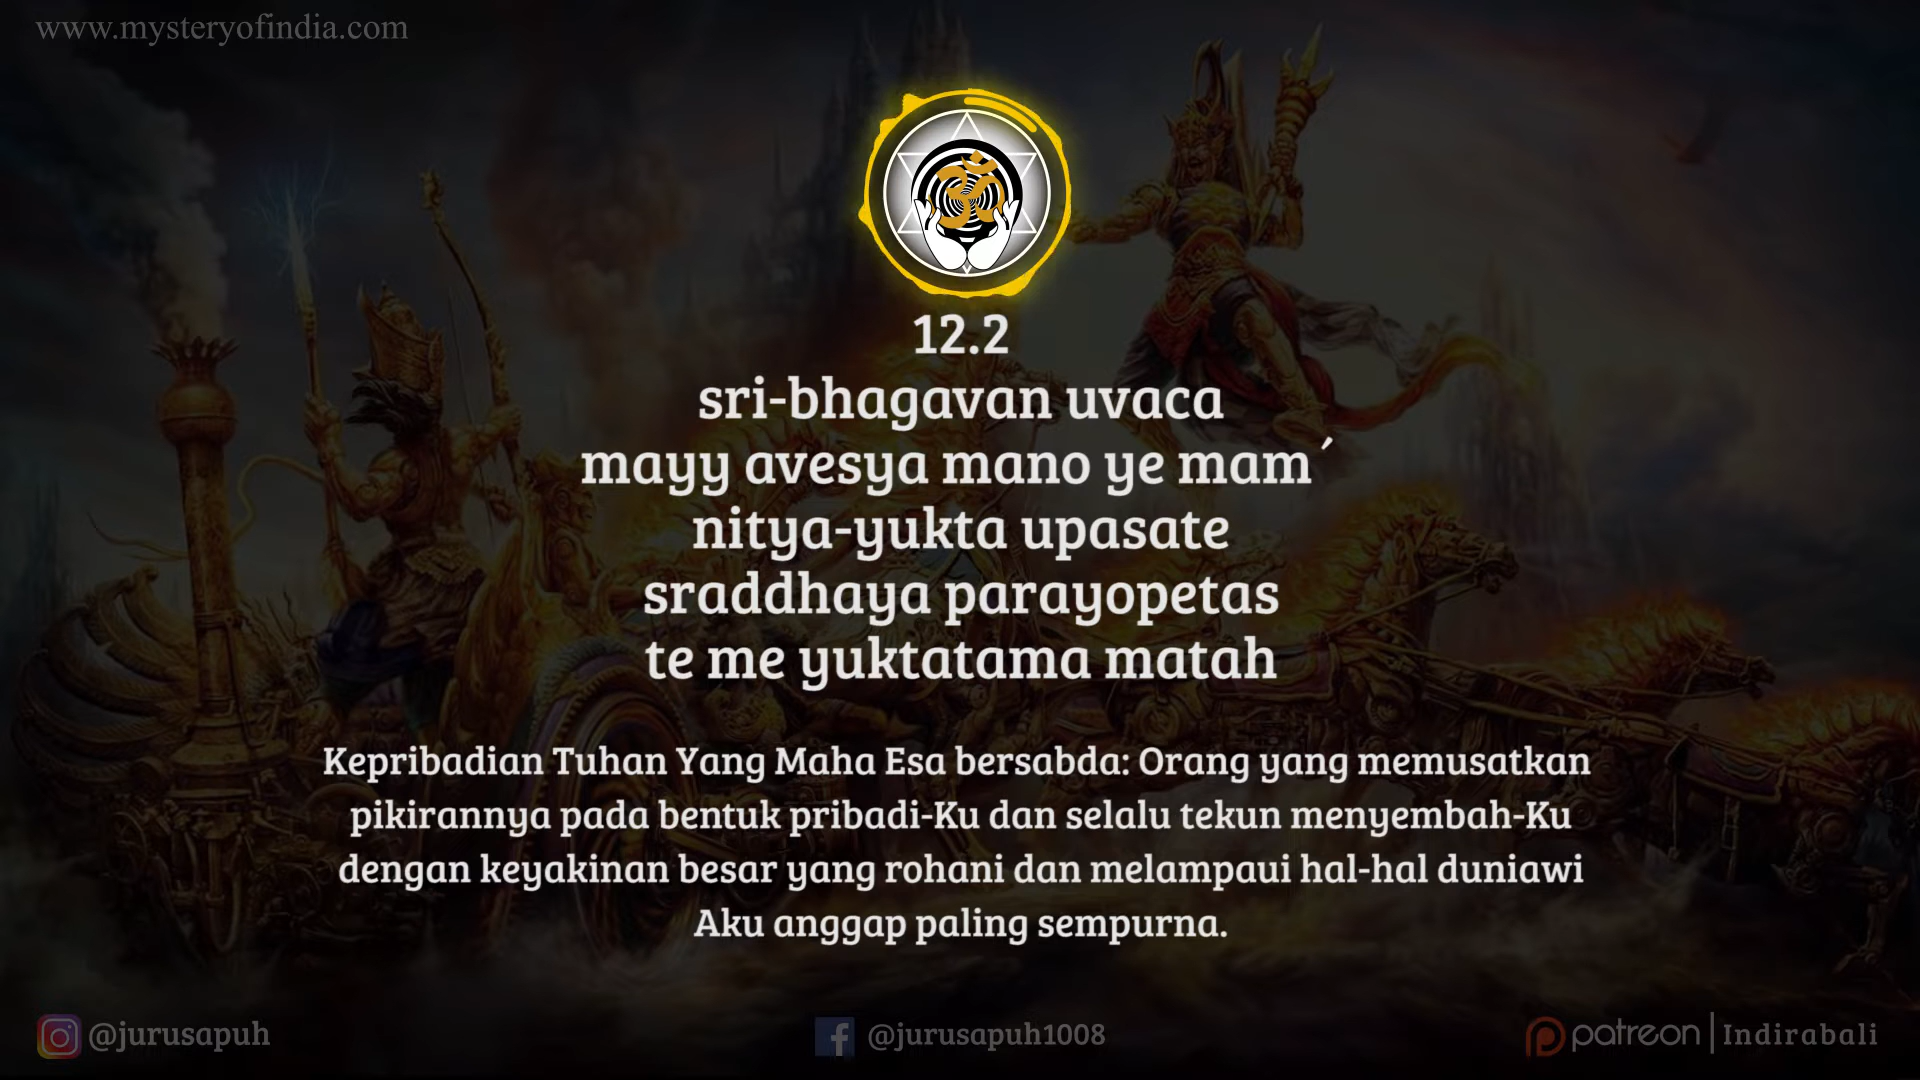 www.mysteryofindia.com
ॐ
12.2
sri-bhagavan uvaca
mayy avesya mano ye mam´
nitya-yukta upasate
sraddhaya parayopetas
te me yuktatama matah
Kepribadian Tuhan Yang Maha Esa bersabda: Orang yang memusatkan
pikirannya pada bentuk pribadi-Ku dan selalu tekun menyembah-Ku
dengan keyakinan besar yang rohani dan melampaui hal-hal duniawi
Aku anggap paling sempurna.
@jurusapuh
@jurusapuh1008
patreon | Indirabali